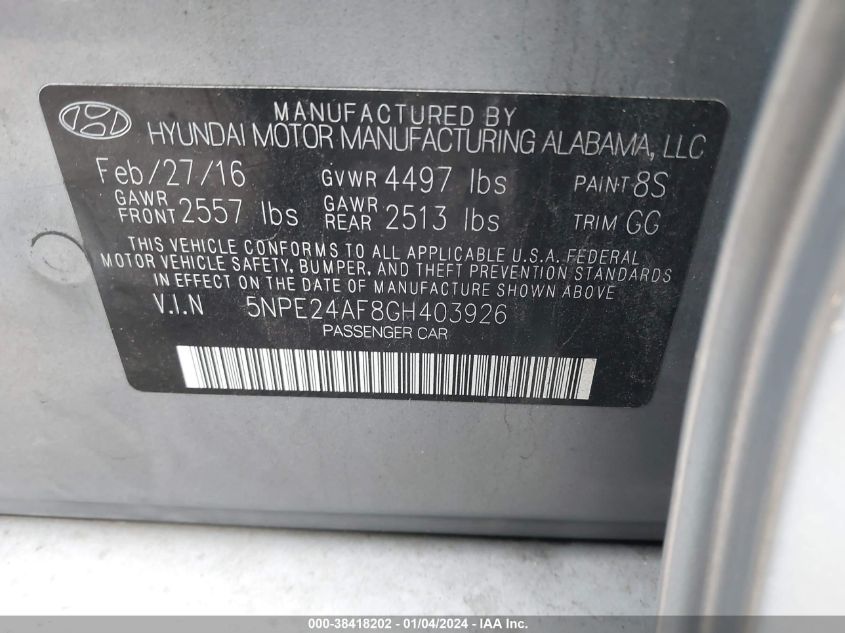 MANUFACTURED BY
HYUNDAI MOTOR MANUFACTURING ALABAMA, LLC
Feb/27/16 GVWR 4497 lbs PAINT 8S
GAWR FRONT 2557 lbs GAWR REAR 2513 lbs TRIM GG
THIS VEHICLE CONFORMS TO ALL APPLICABLE U.S.A. FEDERAL
MOTOR VEHICLE SAFETY, BUMPER, AND THEFT PREVENTION STANDARDS
IN EFFECT ON THE DATE OF MANUFACTURE SHOWN ABOVE.
V.I.N 5NPE24AF8GH403926
PASSENGER CAR
000-38418202 - 01/04/2024 - IAAI.com